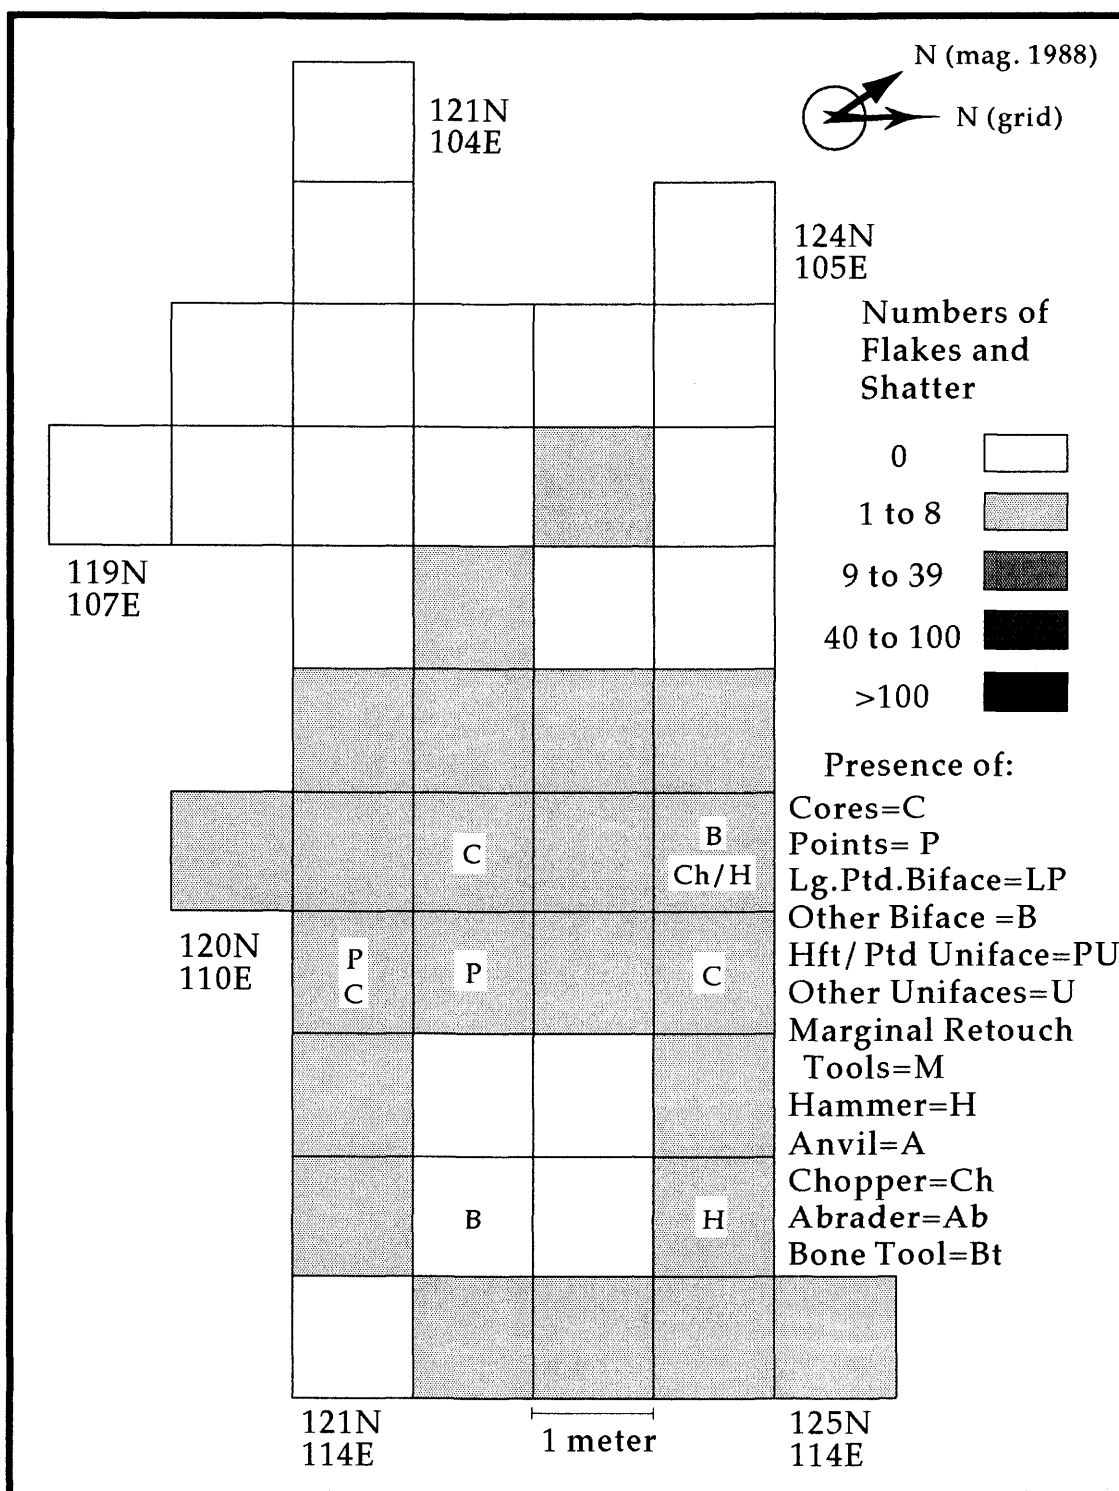 N (mag. 1988)
N (grid)
121N
104E
124N
105E
Numbers of
Flakes and
Shatter
0
1 to 8
9 to 39
40 to 100
>100
119N
107E
Presence of:
Cores=C
Points= P
Lg.Ptd.Biface=LP
Other Biface =B
Hft/ Ptd Uniface=PU
Other Unifaces=U
Marginal Retouch
Tools=M
Hammer=H
Anvil=A
Chopper=Ch
Abrader=Ab
Bone Tool=Bt
C
B
Ch/H
120N
110E
P
C
P
C
B
H
121N
114E
1 meter
125N
114E